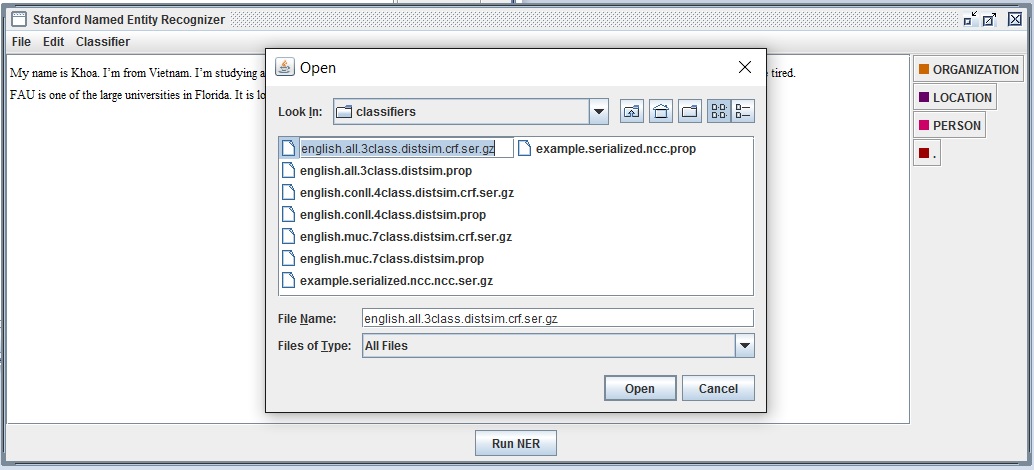 Stanford Named Entity Recognizer
File Edit Classifier
My name is Khoa. I'm from Vietnam. I'm studying a
tired.
FAU is one of the large universities in Florida. It is lo
ORGANIZATION
LOCATION
PERSON
.
Open
Look In: classifiers
english.all.3class.distsim.crf.ser.gz
english.all.3class.distsim.prop
english.conll.4class.distsim.crf.ser.gz
english.conll.4class.distsim.prop
english.muc.7class.distsim.crf.ser.gz
english.muc.7class.distsim.prop
example.serialized.ncc.ncc.ser.gz
example.serialized.ncc.prop
File Name: english.all.3class.distsim.crf.ser.gz
Files of Type: All Files
Open Cancel
Run NER